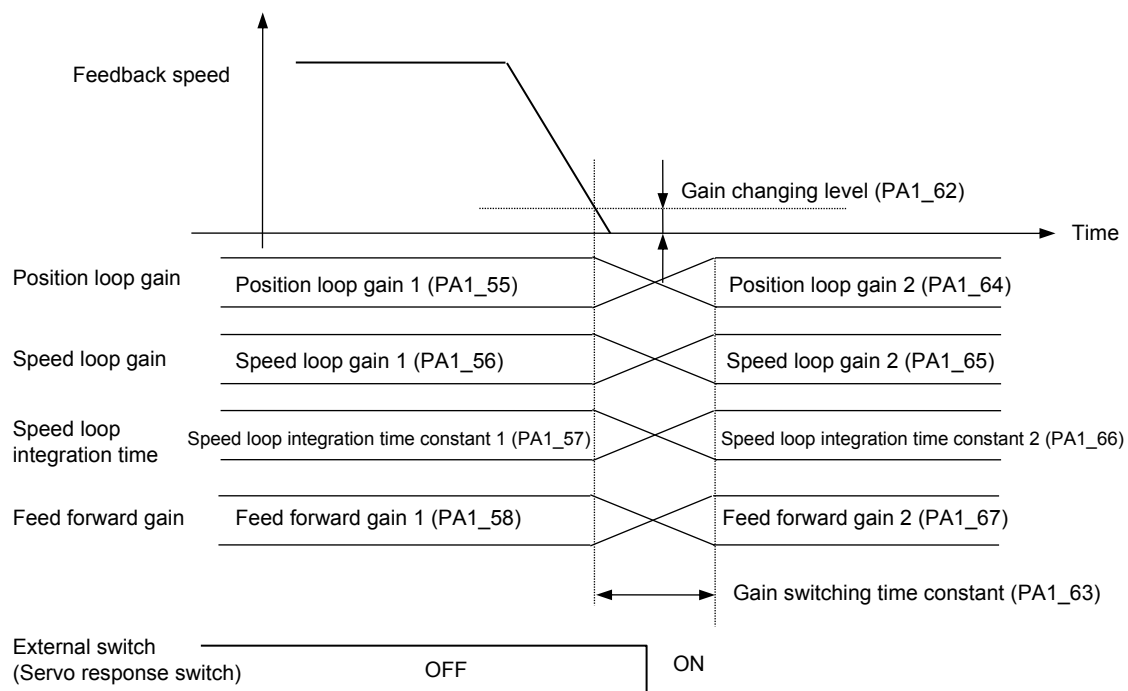 Feedback speed
Gain changing level (PA1_62)
Time
Position loop gain
Position loop gain 1 (PA1_55)
Position loop gain 2 (PA1_64)
Speed loop gain
Speed loop gain 1 (PA1_56)
Speed loop gain 2 (PA1_65)
Speed loop
integration time
Speed loop integration time constant 1 (PA1_57)
Speed loop integration time constant 2 (PA1_66)
Feed forward gain
Feed forward gain 1 (PA1_58)
Feed forward gain 2 (PA1_67)
Gain switching time constant (PA1_63)
External switch
(Servo response switch)
OFF
ON